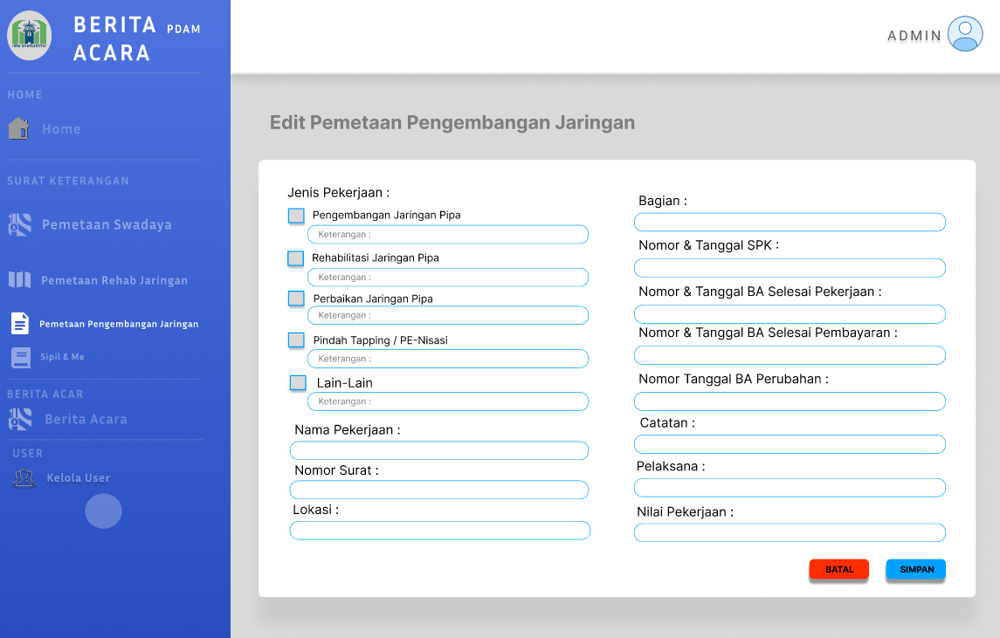 BERITA PDAM
ACARA
HOME
Home
SURAT KETERANGAN
Pemetaan Swadaya
Pemetaan Rehab Jaringan
Pemetaan Pengembangan Jaringan
Sipil & Me
BERITA ACAR
Berita Acara
USER
Kelola User
ADMIN
Edit Pemetaan Pengembangan Jaringan
Jenis Pekerjaan :
Pengembangan Jaringan Pipa
Keterangan :
Rehabilitasi Jaringan Pipa
Keterangan :
Perbaikan Jaringan Pipa
Keterangan :
Pindah Tapping / PE-Nisasi
Keterangan :
Lain-Lain
Keterangan :
Nama Pekerjaan :
Nomor Surat :
Lokasi :
Bagian :
Nomor & Tanggal SPK :
Nomor & Tanggal BA Selesai Pekerjaan :
Nomor & Tanggal BA Selesai Pembayaran :
Nomor Tanggal BA Perubahan :
Catatan :
Pelaksana :
Nilai Pekerjaan :
BATAL
SIMPAN